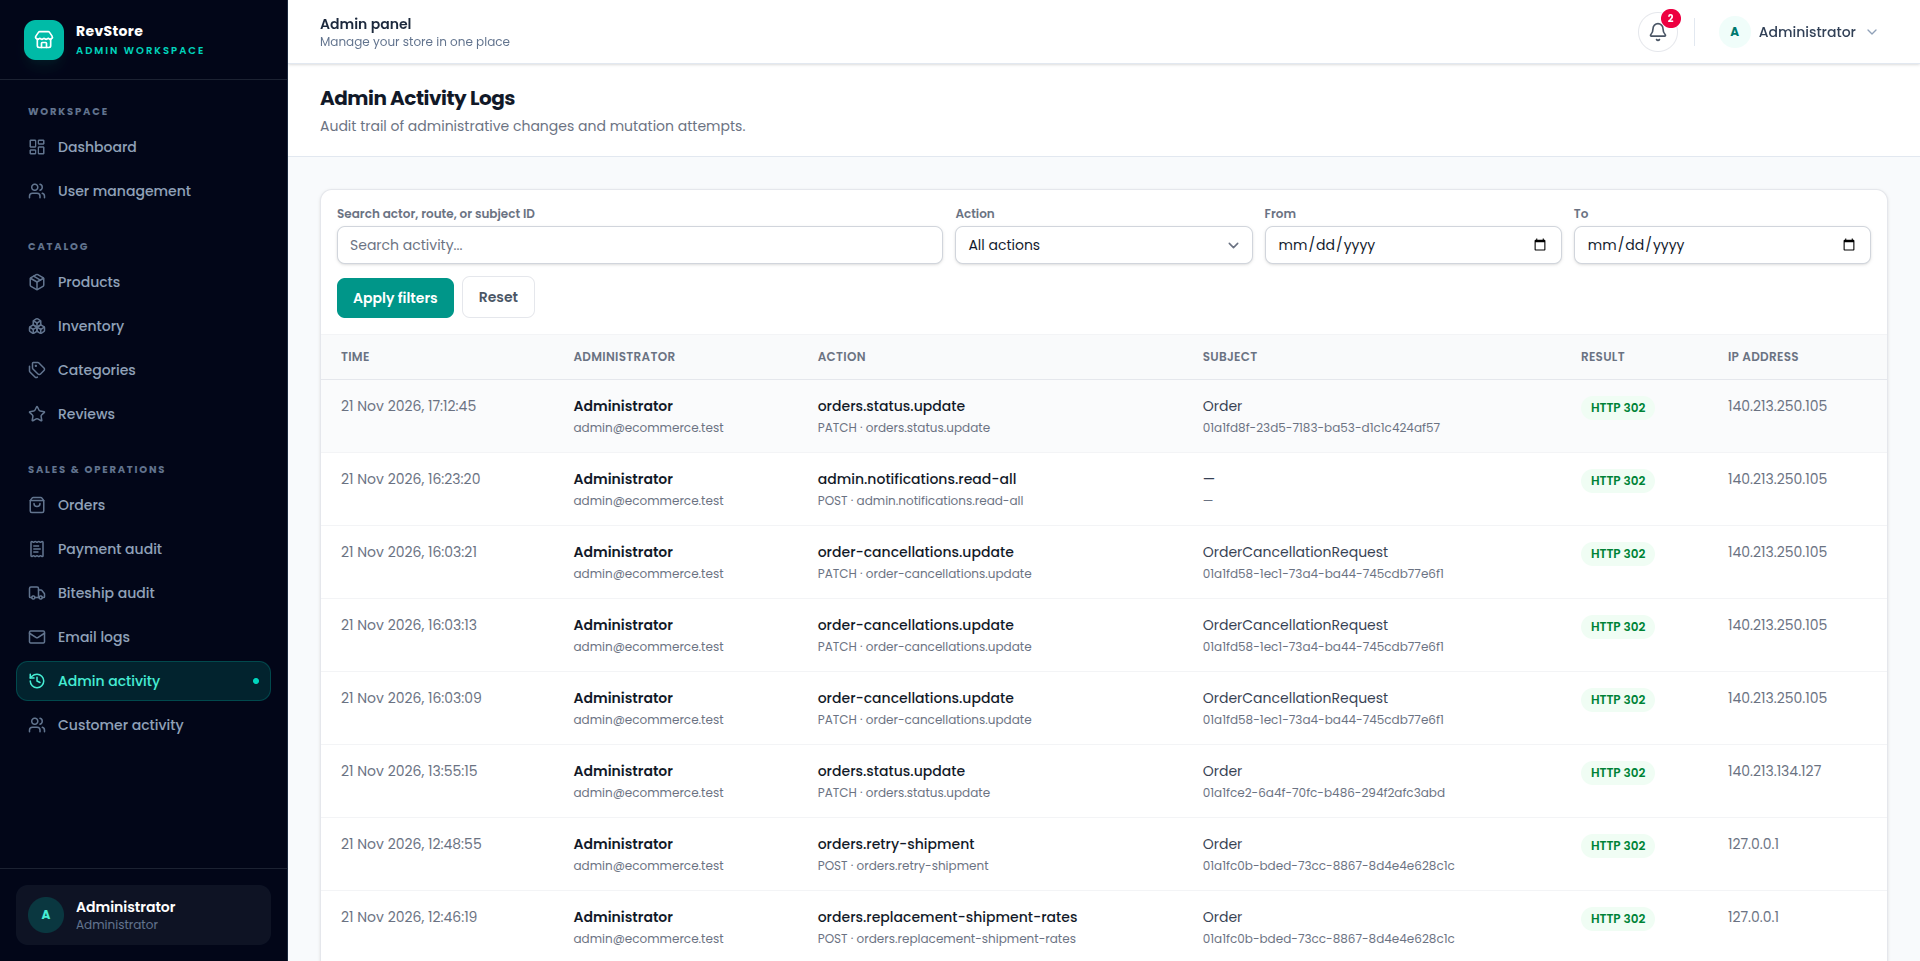 RevStore
ADMIN WORKSPACE
WORKSPACE
Dashboard
User management
CATALOG
Products
Inventory
Categories
Reviews
SALES & OPERATIONS
Orders
Payment audit
Biteship audit
Email logs
Admin activity
Customer activity
A
Administrator
Administrator
Admin panel
Manage your store in one place
2
A Administrator
Admin Activity Logs
Audit trail of administrative changes and mutation attempts.
Search actor, route, or subject ID Action From To
Search activity... All actions mm/dd/yyyy mm/dd/yyyy
Apply filters Reset
TIME ADMINISTRATOR ACTION SUBJECT RESULT IP ADDRESS
21 Nov 2026, 17:12:45 Administrator orders.status.update Order HTTP 302 140.213.250.105
admin@ecommerce.test PATCH · orders.status.update 01a1fd8f-23d5-7183-ba53-d1c1c424af57
21 Nov 2026, 16:23:20 Administrator admin.notifications.read-all — HTTP 302 140.213.250.105
admin@ecommerce.test POST · admin.notifications.read-all —
21 Nov 2026, 16:03:21 Administrator order-cancellations.update OrderCancellationRequest HTTP 302 140.213.250.105
admin@ecommerce.test PATCH · order-cancellations.update 01a1fd58-1ec1-73a4-ba44-745cdb77e6f1
21 Nov 2026, 16:03:13 Administrator order-cancellations.update OrderCancellationRequest HTTP 302 140.213.250.105
admin@ecommerce.test PATCH · order-cancellations.update 01a1fd58-1ec1-73a4-ba44-745cdb77e6f1
21 Nov 2026, 16:03:09 Administrator order-cancellations.update OrderCancellationRequest HTTP 302 140.213.250.105
admin@ecommerce.test PATCH · order-cancellations.update 01a1fd58-1ec1-73a4-ba44-745cdb77e6f1
21 Nov 2026, 13:55:15 Administrator orders.status.update Order HTTP 302 140.213.134.127
admin@ecommerce.test PATCH · orders.status.update 01a1fce2-6a4f-70fc-b486-294f2afc3abd
21 Nov 2026, 12:48:55 Administrator orders.retry-shipment Order HTTP 302 127.0.0.1
admin@ecommerce.test POST · orders.retry-shipment 01a1fc0b-bded-73cc-8867-8d4e4e628c1c
21 Nov 2026, 12:46:19 Administrator orders.replacement-shipment-rates Order HTTP 302 127.0.0.1
admin@ecommerce.test POST · orders.replacement-shipment-rates 01a1fc0b-bded-73cc-8867-8d4e4e628c1c